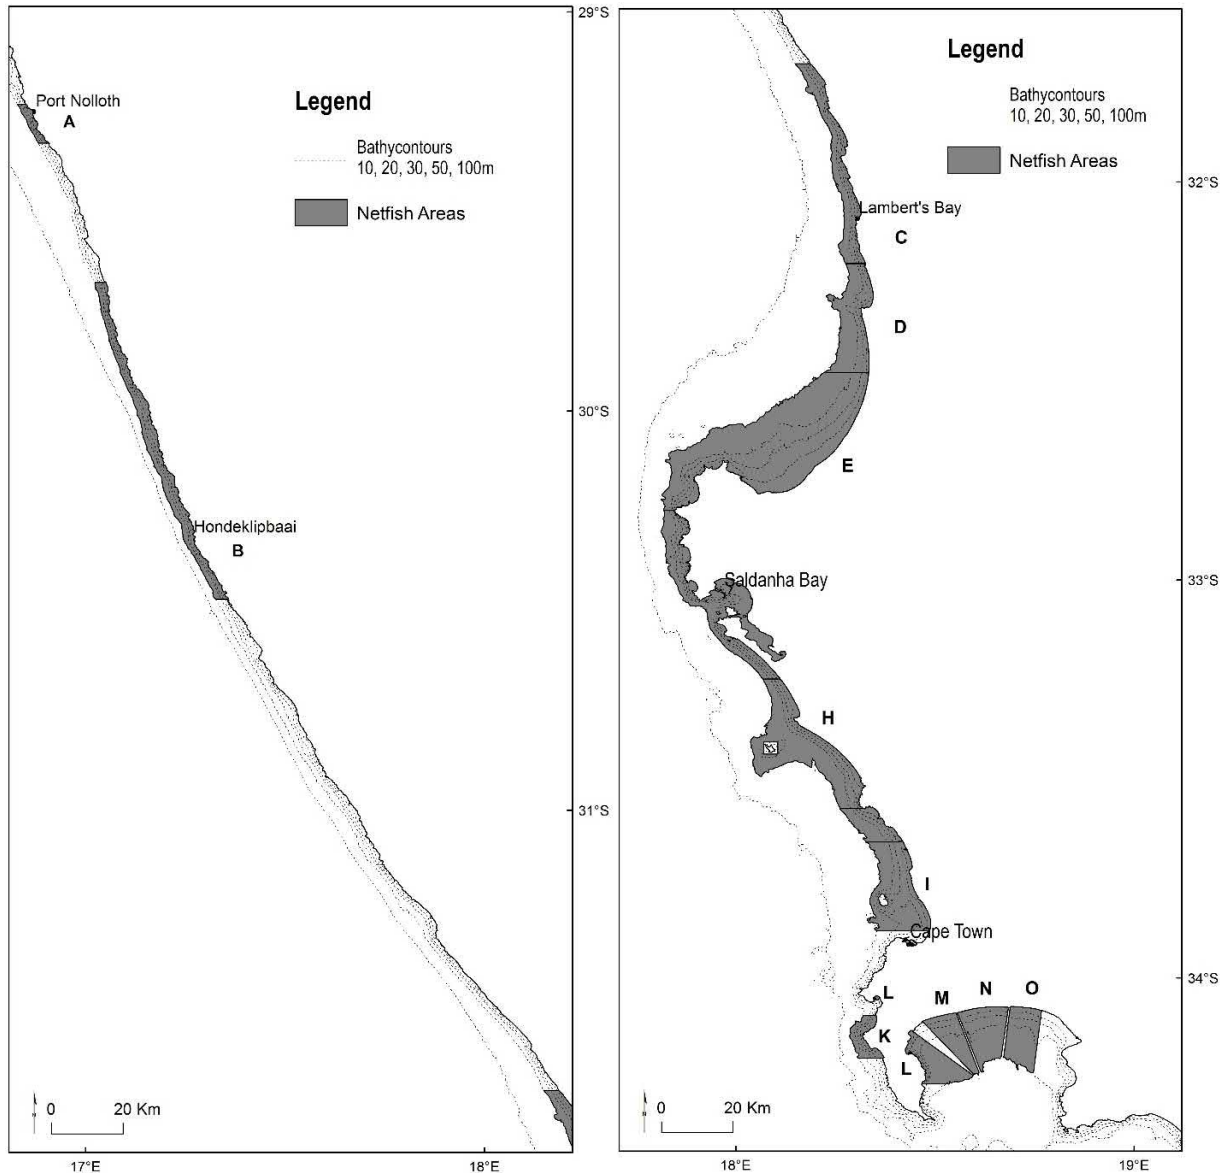 29°S
Port Nolloth
A
Legend
Bathycontours
10, 20, 30, 50, 100m
Netfish Areas
30°S
Hondeklipbaai
B
31°S
N
0 20 Km
17°E
18°E
Legend
Bathycontours
10, 20, 30, 50, 100m
Netfish Areas
32°S
Lambert's Bay
C
D
E
33°S
Saldanha Bay
H
I
Cape Town
34°S
L
M
N
O
K
L
0 20 Km
18°E
19°E